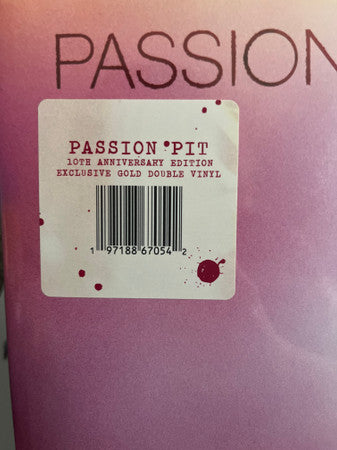 PASSION
PASSION PIT
10TH ANNIVERSARY EDITION
EXCLUSIVE GOLD DOUBLE VINYL
1 97188 67054 2